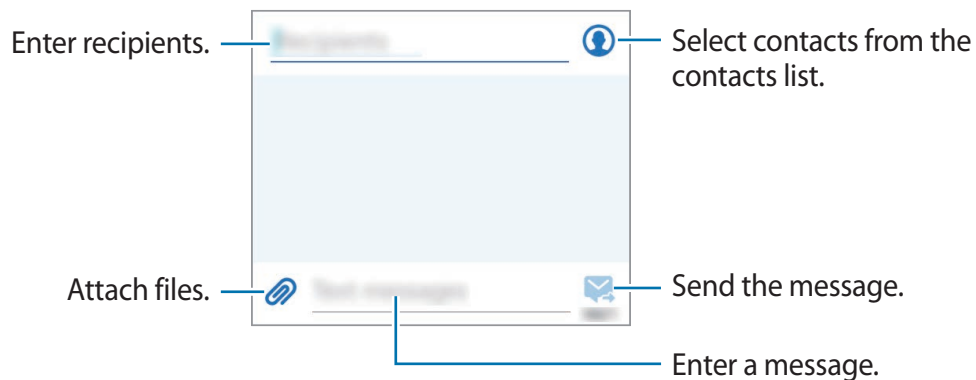 Enter recipients.
Select contacts from the
contacts list.
Attach files.
Send the message.
Enter a message.